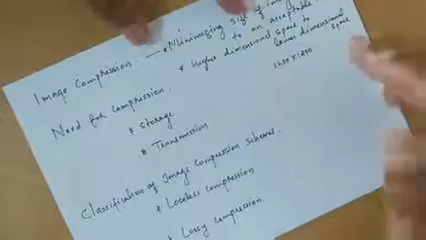 Image Compression. — * Minimizing size of
to an acceptable
* Higher dimensional space to
lower dimensional
space
1600 X 1200
Need for compression.
* Storage
* Transmission
Classification of Image Compression scheme.
* Lossless compression
* Lossy compression.